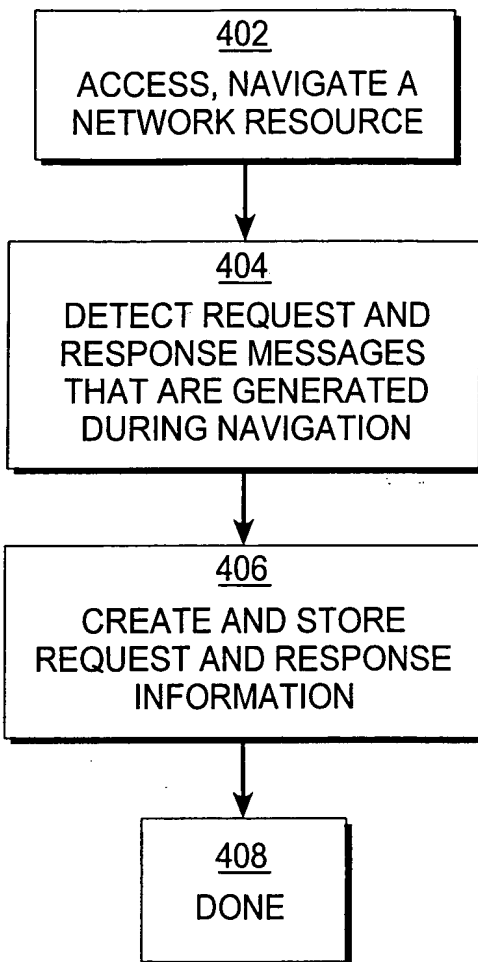 402
ACCESS, NAVIGATE A
NETWORK RESOURCE
404
DETECT REQUEST AND
RESPONSE MESSAGES
THAT ARE GENERATED
DURING NAVIGATION
406
CREATE AND STORE
REQUEST AND RESPONSE
INFORMATION
408
DONE